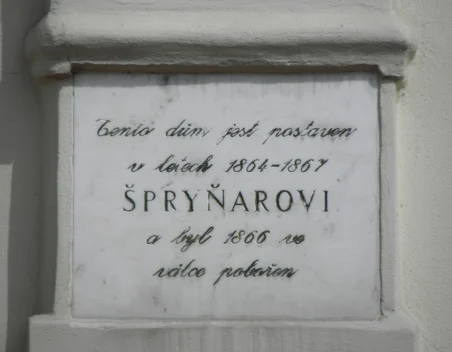 Tento dům jest postaven
v letech 1864-1867
ŠPRYŇAROVI
a byl 1866 ve
válce pobořen